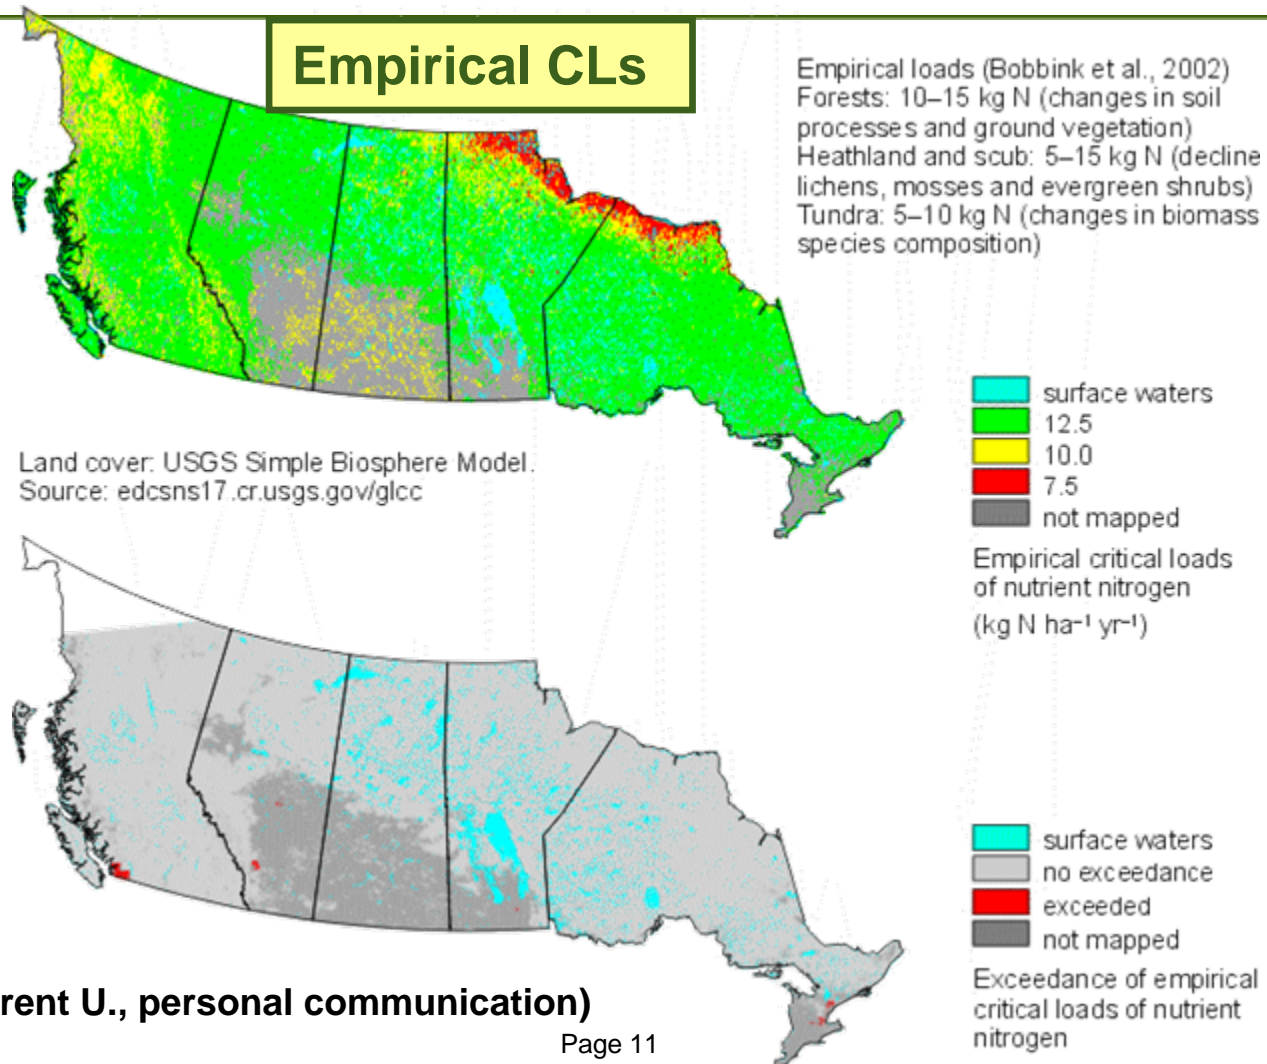 Empirical CLs
Empirical loads (Bobbink et al., 2002)
Forests: 10–15 kg N (changes in soil
processes and ground vegetation)
Heathland and scub: 5–15 kg N (decline
lichens, mosses and evergreen shrubs)
Tundra: 5–10 kg N (changes in biomass
species composition)
surface waters
12.5
10.0
7.5
not mapped
Empirical critical loads
of nutrient nitrogen
(kg N ha⁻¹ yr⁻¹)
Land cover: USGS Simple Biosphere Model.
Source: edcsns17.cr.usgs.gov/glcc
surface waters
no exceedance
exceeded
not mapped
Exceedance of empirical
critical loads of nutrient
nitrogen
rent U., personal communication)
Page 11